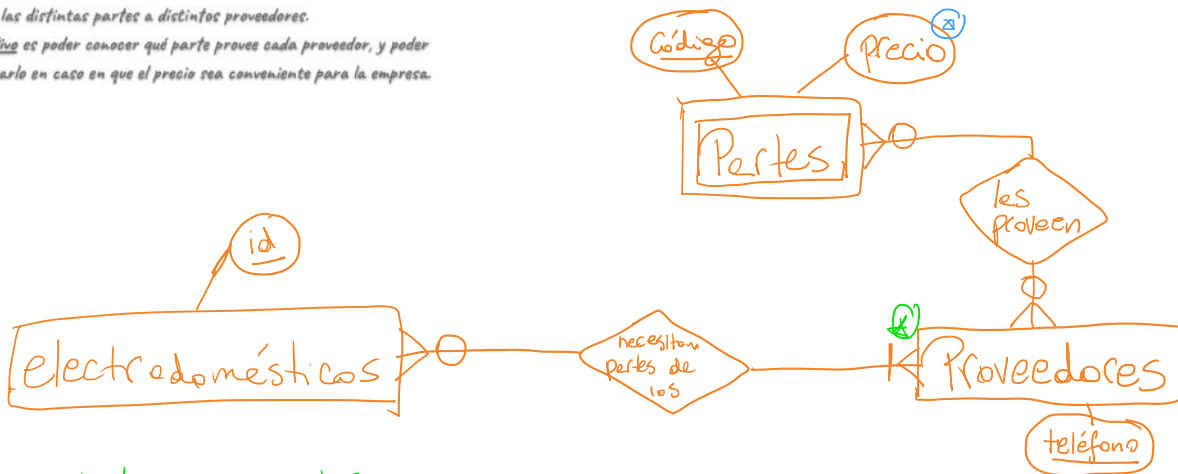 las distintas partes a distintos proveedores.
ivo es poder conocer qué parte provee cada proveedor, y poder
arlo en caso en que el precio sea conveniente para la empresa.
Código
precio
Partes
les
proveen
id
electrodomésticos
necesitan
partes de
los
Proveedores
teléfono